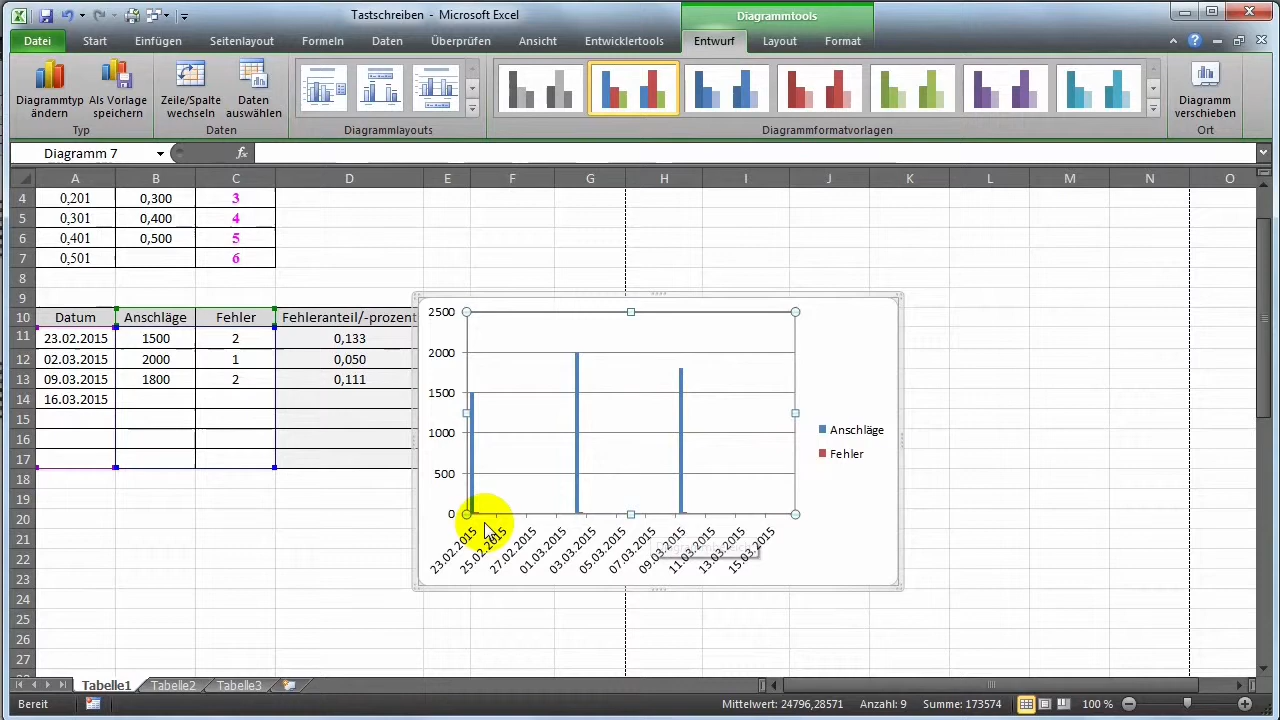 Tastschreiben - Microsoft Excel
Diagrammtools
Datei Start Einfügen Seitenlayout Formeln Daten Überprüfen Ansicht Entwicklertools Entwurf Layout Format
Diagrammtyp ändern
Als Vorlage speichern
Zeile/Spalte wechseln
Daten auswählen
Diagramm verschieben
Typ Daten Diagrammlayouts Diagrammformatvorlagen Ort
Diagramm 7 fx
A B C D E F G H I J K L M N O
4 0,201 0,300 3
5 0,301 0,400 4
6 0,401 0,500 5
7 0,501 6
8
9
10 Datum Anschläge Fehler Fehleranteil/-prozent
11 23.02.2015 1500 2 0,133
12 02.03.2015 2000 1 0,050
13 09.03.2015 1800 2 0,111
14 16.03.2015
15
16
17
18
19
20
21
22
23
24
25
26
27
2500
2000
1500
1000
500
0
23.02.2015 25.02.2015 27.02.2015 01.03.2015 03.03.2015 05.03.2015 07.03.2015 09.03.2015 11.03.2015 13.03.2015 15.03.2015
Anschläge
Fehler
Tabelle1 Tabelle2 Tabelle3
Bereit Mittelwert: 24796,28571 Anzahl: 9 Summe: 173574 100 %